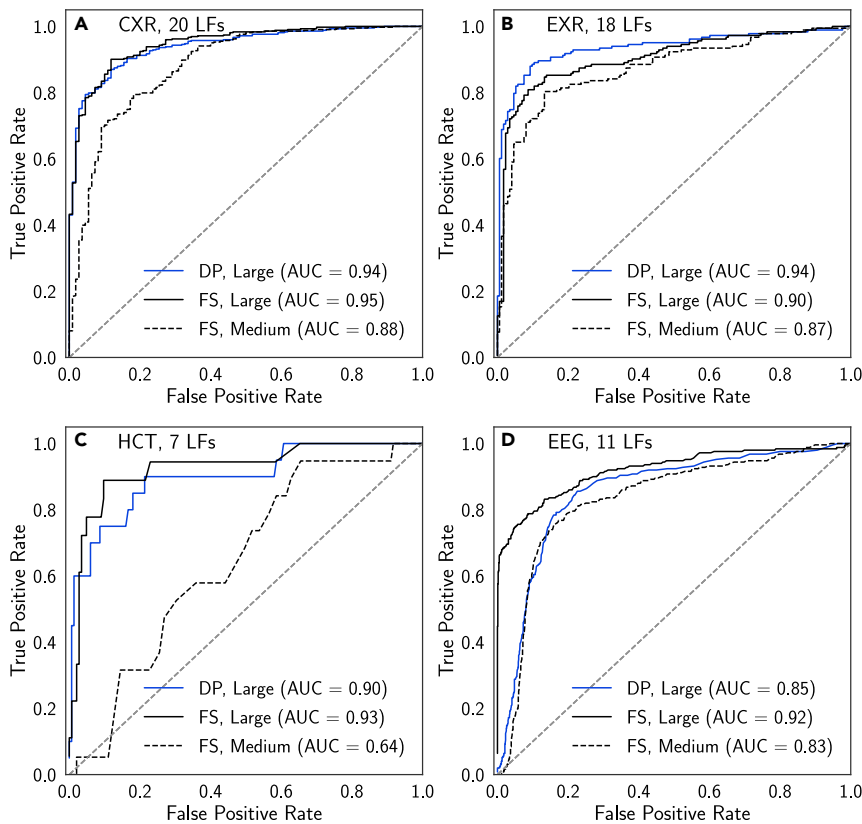 A CXR, 20 LFs
1.0
0.8
0.6
0.4
0.2
0.0
True Positive Rate
DP, Large (AUC = 0.94)
FS, Large (AUC = 0.95)
FS, Medium (AUC = 0.88)
0.0 0.2 0.4 0.6 0.8 1.0
False Positive Rate
B EXR, 18 LFs
1.0
0.8
0.6
0.4
0.2
0.0
True Positive Rate
DP, Large (AUC = 0.94)
FS, Large (AUC = 0.90)
FS, Medium (AUC = 0.87)
0.0 0.2 0.4 0.6 0.8 1.0
False Positive Rate
C HCT, 7 LFs
1.0
0.8
0.6
0.4
0.2
0.0
True Positive Rate
DP, Large (AUC = 0.90)
FS, Large (AUC = 0.93)
FS, Medium (AUC = 0.64)
0.0 0.2 0.4 0.6 0.8 1.0
False Positive Rate
D EEG, 11 LFs
1.0
0.8
0.6
0.4
0.2
0.0
True Positive Rate
DP, Large (AUC = 0.85)
FS, Large (AUC = 0.92)
FS, Medium (AUC = 0.83)
0.0 0.2 0.4 0.6 0.8 1.0
False Positive Rate